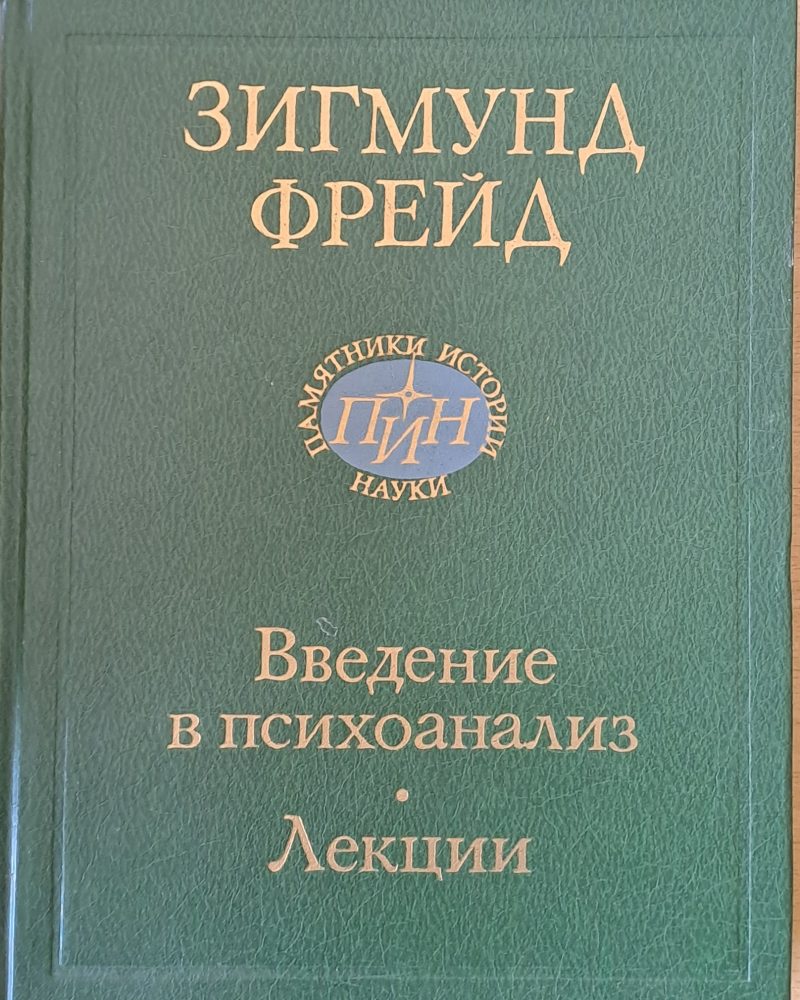 ЗИГМУНД
ФРЕЙД
ПАМЯТНИКИ ИСТОРИИ
ПИН
НАУКИ
Введение
в психоанализ
•
Лекции